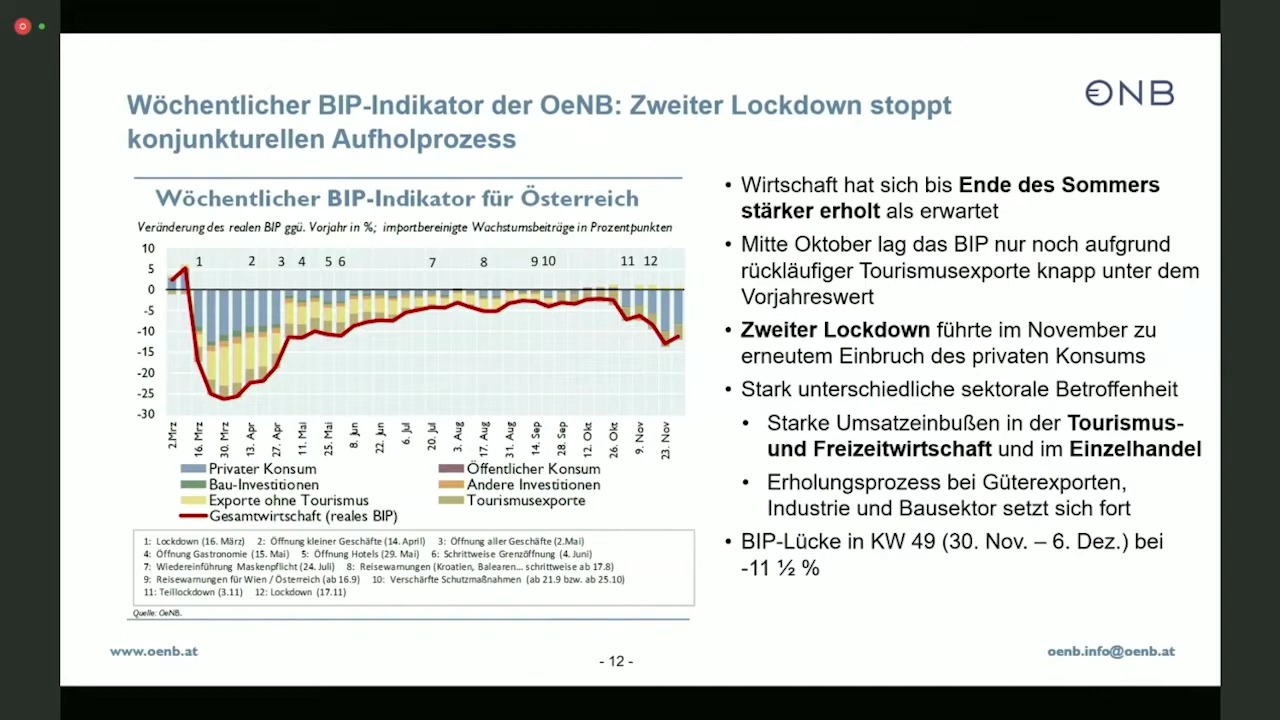 Wöchentlicher BIP-Indikator der OeNB: Zweiter Lockdown stoppt
konjunkturellen Aufholprozess
€NB
Wöchentlicher BIP-Indikator für Österreich
Veränderung des realen BIP ggü. Vorjahr in %; importbereinigte Wachstumsbeiträge in Prozentpunkten
10
5
0
-5
-10
-15
-20
-25
-30
1 2 3 4 5 6 7 8 9 10 11 12
2.Mrz 16. Mrz 30. Mrz 13. Apr 27. Apr 11. Mai 25. Mai 8. Jun 22. Jun 6. Jul 20. Jul 3. Aug 17. Aug 31. Aug 14. Sep 28. Sep 12. Okt 26. Okt 9. Nov 23. Nov
Privater Konsum Öffentlicher Konsum
Bau-Investitionen Andere Investitionen
Exporte ohne Tourismus Tourismusexporte
Gesamtwirtschaft (reales BIP)
1: Lockdown (16. März) 2: Öffnung kleiner Geschäfte (14. April) 3: Öffnung aller Geschäfte (2.Mai)
4: Öffnung Gastronomie (15. Mai) 5: Öffnung Hotels (29. Mai) 6: Schrittweise Grenzöffnung (4. Juni)
7: Wiedereinführung Maskenpflicht (24. Juli) 8: Reisewarnungen (Kroatien, Balearen... schrittweise ab 17.8)
9: Reisewarnungen für Wien / Österreich (ab 16.9) 10: Verschärfte Schutzmaßnahmen (ab 21.9 bzw. ab 25.10)
11: Teillockdown (3.11) 12: Lockdown (17.11)
Quelle: OeNB.
• Wirtschaft hat sich bis Ende des Sommers
stärker erholt als erwartet
• Mitte Oktober lag das BIP nur noch aufgrund
rückläufiger Tourismusexporte knapp unter dem
Vorjahreswert
• Zweiter Lockdown führte im November zu
erneutem Einbruch des privaten Konsums
• Stark unterschiedliche sektorale Betroffenheit
• Starke Umsatzeinbußen in der Tourismus-
und Freizeitwirtschaft und im Einzelhandel
• Erholungsprozess bei Güterexporten,
Industrie und Bausektor setzt sich fort
• BIP-Lücke in KW 49 (30. Nov. – 6. Dez.) bei
-11 ½ %
www.oenb.at
- 12 -
oenb.info@oenb.at